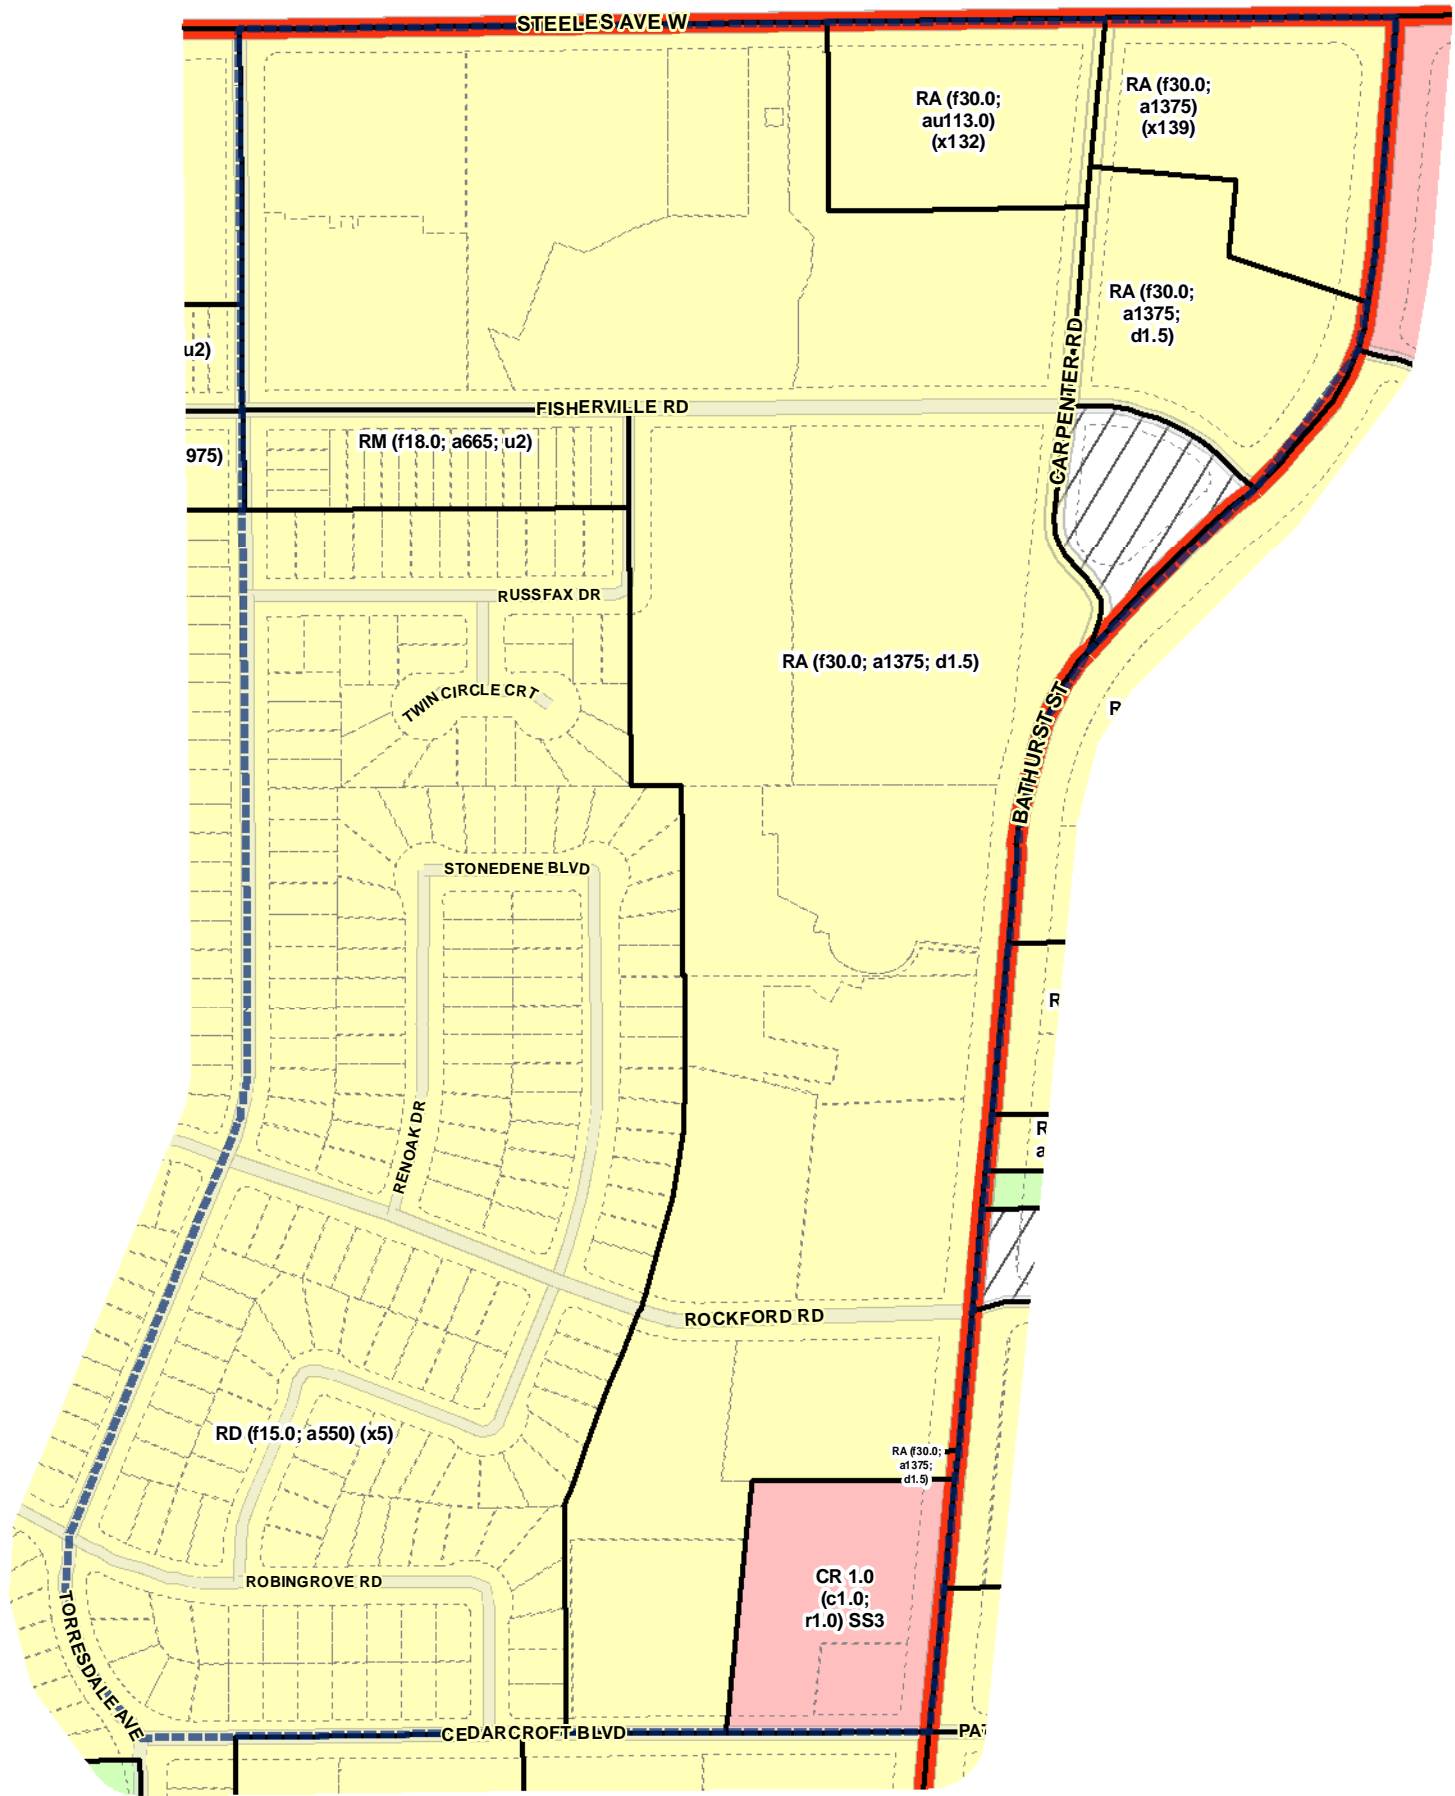 STEELES AVE W
RA (f30.0;
au113.0)
(x132)
RA (f30.0;
a1375)
(x139)
RA (f30.0;
a1375;
d1.5)
u2)
CARPENTER RD
FISHERVILLE RD
RM (f18.0; a665; u2)
975)
RUSSFAX DR
RA (f30.0; a1375; d1.5)
TWIN CIRCLE CRT
BATHURST ST
R
STONEDENE BLVD
R
RENOAK DR
R
a
ROCKFORD RD
RD (f15.0; a550) (x5)
RA (f30.0;
a1375;
d1.5)
CR 1.0
(c1.0;
r1.0) SS3
ROBINGROVE RD
TORRESDALE AVE
CEDARCROFT BLVD
PAT